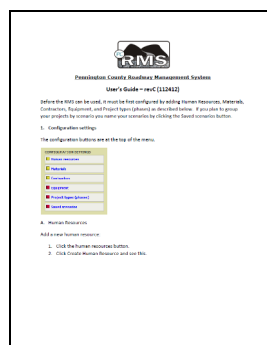 PC RMS
Pennington County Roadway Management System
User's Guide – revC (112412)
Before the RMS can be used, it must be first configured by adding Human Resources, Materials,
Contractors, Equipment, and Project types (phases) as described below.  If you plan to group
your projects by scenario you name your scenarios by clicking the Saved scenarios button
1.  Configuration settings
The configuration buttons are at the top of the menu.
CONFIGURATION SETTINGS
Human resources
Materials
Contractors
Equipment
Project types (phases)
Saved scenarios
A.  Human Resources
Add a new human resource
1.  Click the human resources button.
2.  Click Create Human Resource and see this.